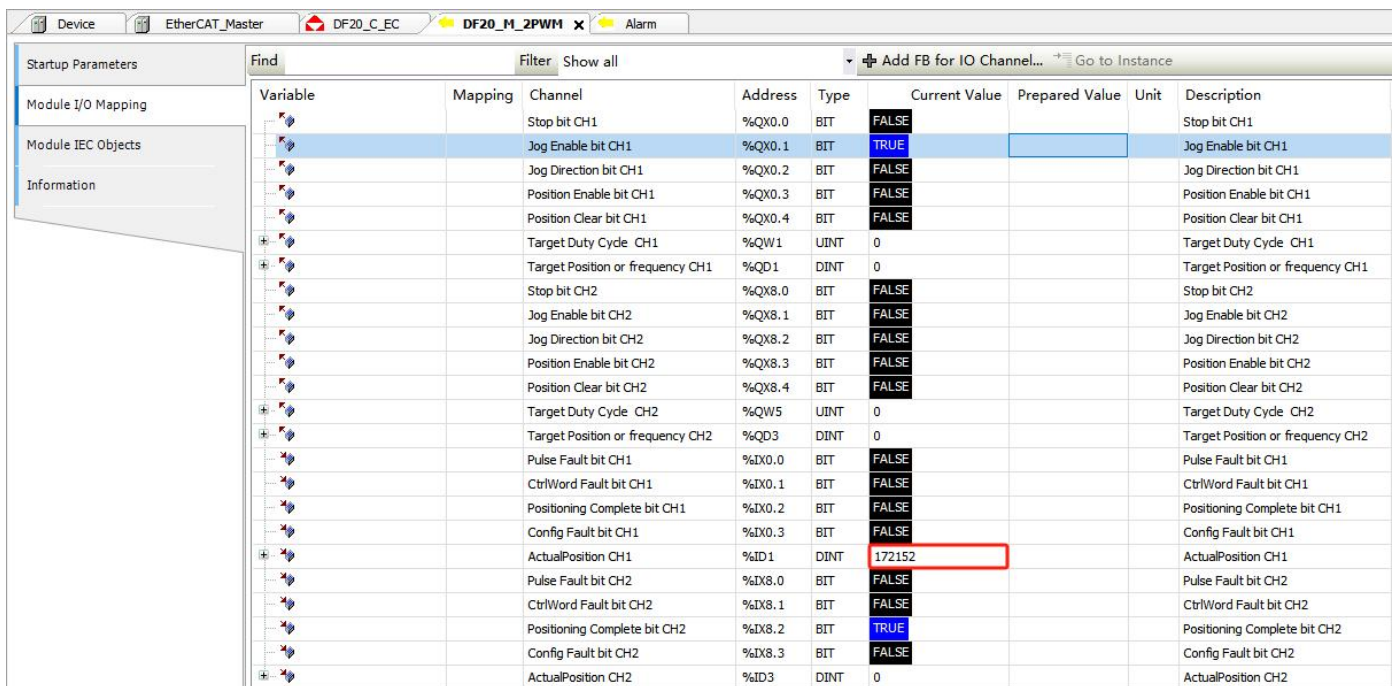 Device EtherCAT_Master DF20_C_EC DF20_M_2PWM x Alarm
Startup Parameters
Module I/O Mapping
Module IEC Objects
Information
Find Filter Show all Add FB for IO Channel... Go to Instance
Variable Mapping Channel Address Type Current Value Prepared Value Unit Description
Stop bit CH1 %QX0.0 BIT FALSE Stop bit CH1
Jog Enable bit CH1 %QX0.1 BIT TRUE Jog Enable bit CH1
Jog Direction bit CH1 %QX0.2 BIT FALSE Jog Direction bit CH1
Position Enable bit CH1 %QX0.3 BIT FALSE Position Enable bit CH1
Position Clear bit CH1 %QX0.4 BIT FALSE Position Clear bit CH1
Target Duty Cycle CH1 %QW1 UINT 0 Target Duty Cycle CH1
Target Position or frequency CH1 %QD1 DINT 0 Target Position or frequency CH1
Stop bit CH2 %QX8.0 BIT FALSE Stop bit CH2
Jog Enable bit CH2 %QX8.1 BIT FALSE Jog Enable bit CH2
Jog Direction bit CH2 %QX8.2 BIT FALSE Jog Direction bit CH2
Position Enable bit CH2 %QX8.3 BIT FALSE Position Enable bit CH2
Position Clear bit CH2 %QX8.4 BIT FALSE Position Clear bit CH2
Target Duty Cycle CH2 %QW5 UINT 0 Target Duty Cycle CH2
Target Position or frequency CH2 %QD3 DINT 0 Target Position or frequency CH2
Pulse Fault bit CH1 %IX0.0 BIT FALSE Pulse Fault bit CH1
CtrlWord Fault bit CH1 %IX0.1 BIT FALSE CtrlWord Fault bit CH1
Positioning Complete bit CH1 %IX0.2 BIT FALSE Positioning Complete bit CH1
Config Fault bit CH1 %IX0.3 BIT FALSE Config Fault bit CH1
ActualPosition CH1 %ID1 DINT 172152 ActualPosition CH1
Pulse Fault bit CH2 %IX8.0 BIT FALSE Pulse Fault bit CH2
CtrlWord Fault bit CH2 %IX8.1 BIT FALSE CtrlWord Fault bit CH2
Positioning Complete bit CH2 %IX8.2 BIT TRUE Positioning Complete bit CH2
Config Fault bit CH2 %IX8.3 BIT FALSE Config Fault bit CH2
ActualPosition CH2 %ID3 DINT 0 ActualPosition CH2